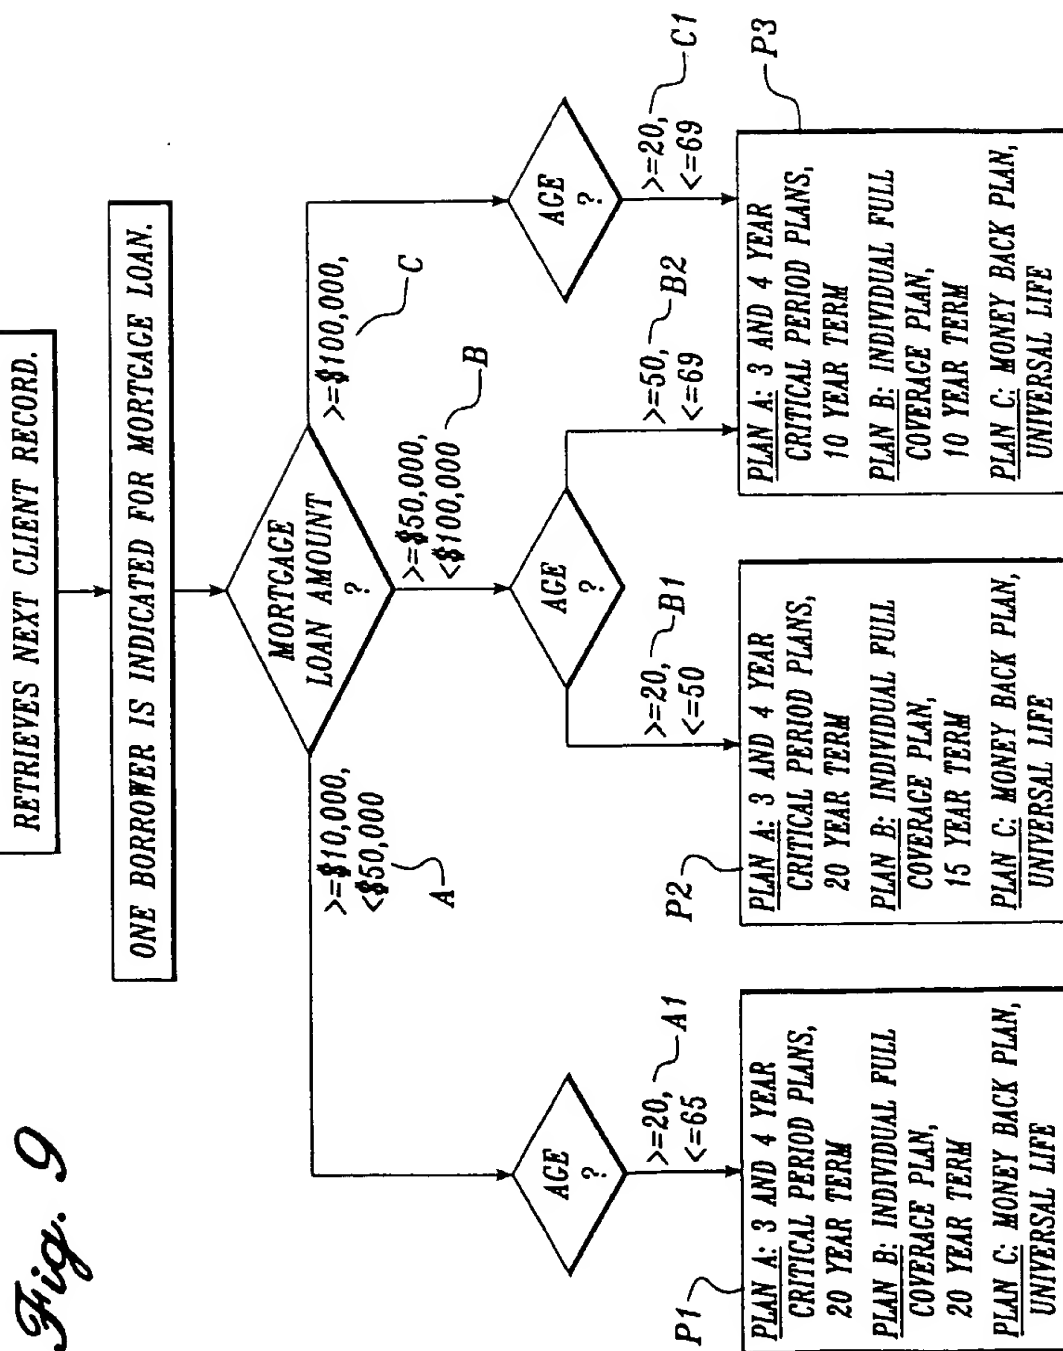 Fig. 9
RETRIEVES NEXT CLIENT RECORD.
ONE BORROWER IS INDICATED FOR MORTGAGE LOAN.
MORTGAGE
LOAN AMOUNT
?
>=$10,000,
<$50,000
A
>=$50,000,
<$100,000
B
>=$100,000,
C
AGE
?
>=20,
<=65
A1
AGE
?
>=20,
<=50
B1
>=50,
<=69
B2
AGE
?
>=20,
<=69
C1
P1
PLAN A: 3 AND 4 YEAR
CRITICAL PERIOD PLANS,
20 YEAR TERM
PLAN B: INDIVIDUAL FULL
COVERAGE PLAN,
20 YEAR TERM
PLAN C: MONEY BACK PLAN,
UNIVERSAL LIFE
P2
PLAN A: 3 AND 4 YEAR
CRITICAL PERIOD PLANS,
20 YEAR TERM
PLAN B: INDIVIDUAL FULL
COVERAGE PLAN,
15 YEAR TERM
PLAN C: MONEY BACK PLAN,
UNIVERSAL LIFE
P3
PLAN A: 3 AND 4 YEAR
CRITICAL PERIOD PLANS,
10 YEAR TERM
PLAN B: INDIVIDUAL FULL
COVERAGE PLAN,
10 YEAR TERM
PLAN C: MONEY BACK PLAN,
UNIVERSAL LIFE